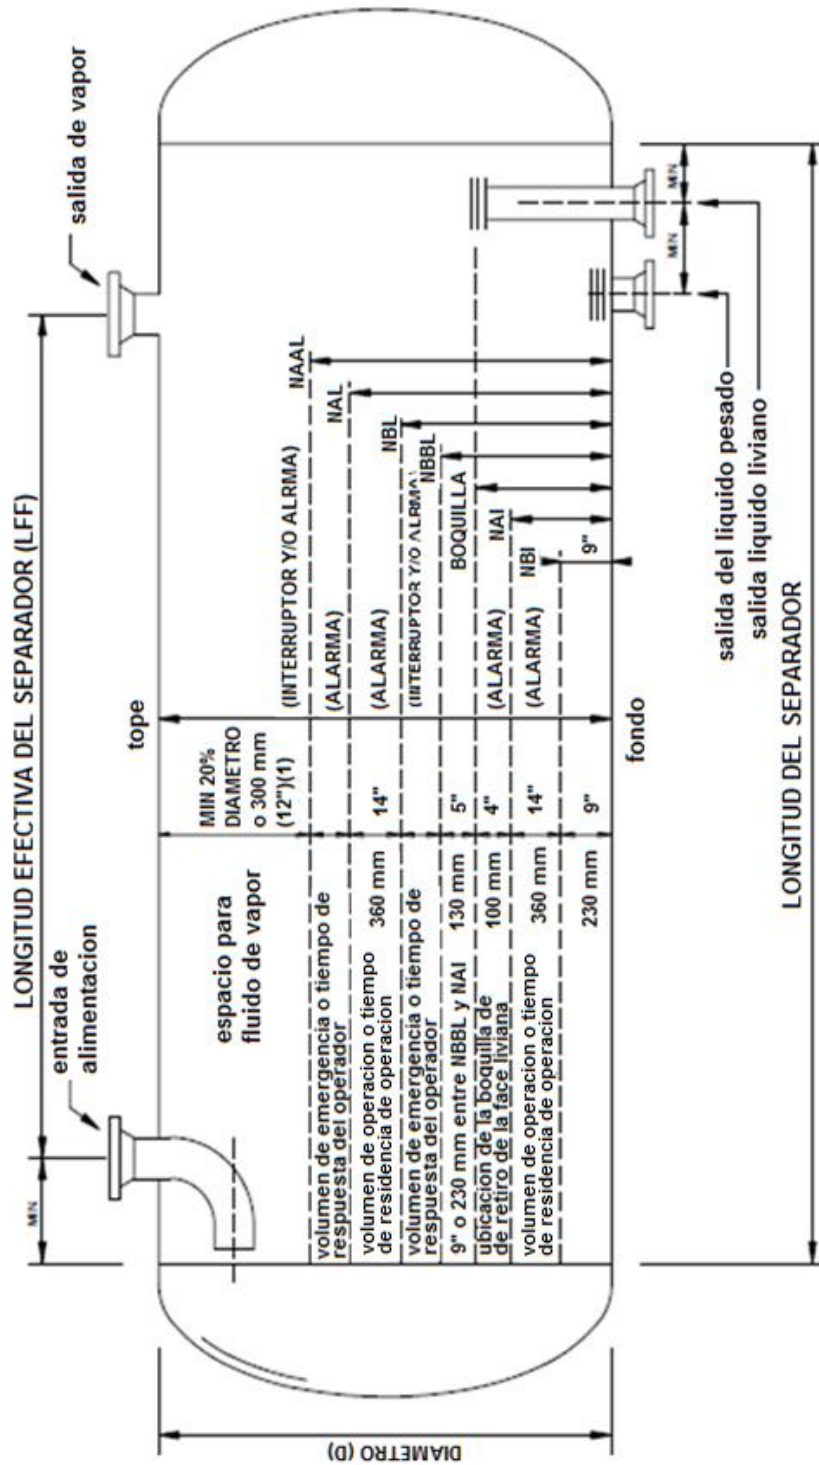 LONGITUD EFECTIVA DEL SEPARADOR (LFF)
MIN
entrada de
alimentacion
salida de vapor
tope
espacio para
fluido de vapor
MIN 20%
DIAMETRO
o 300 mm
(12")(1)
(INTERRUPTOR Y/O ALRMA)
NAAL
volumen de emergencia o tiempo de
respuesta del operador
(ALARMA)
NAL
volumen de operacion o tiempo
de residencia de operacion
360 mm
14"
(ALARMA)
NBL
volumen de emergencia o tiempo de
respuesta del operador
(INTERRUPTOR Y/O ALRMA)
NBBL
9" o 230 mm entre NBBL y NAI
130 mm
5"
BOQUILLA
ubicacion de la boquilla de
de retiro de la face liviana
100 mm
4"
(ALARMA)
NAI
volumen de operacion o tiempo
de residencia de operacion
360 mm
14"
(ALARMA)
NBI
230 mm
9"
9"
DIAMETRO (D)
fondo
MIN
MIN
salida del liquido pesado
salida liquido liviano
LONGITUD DEL SEPARADOR